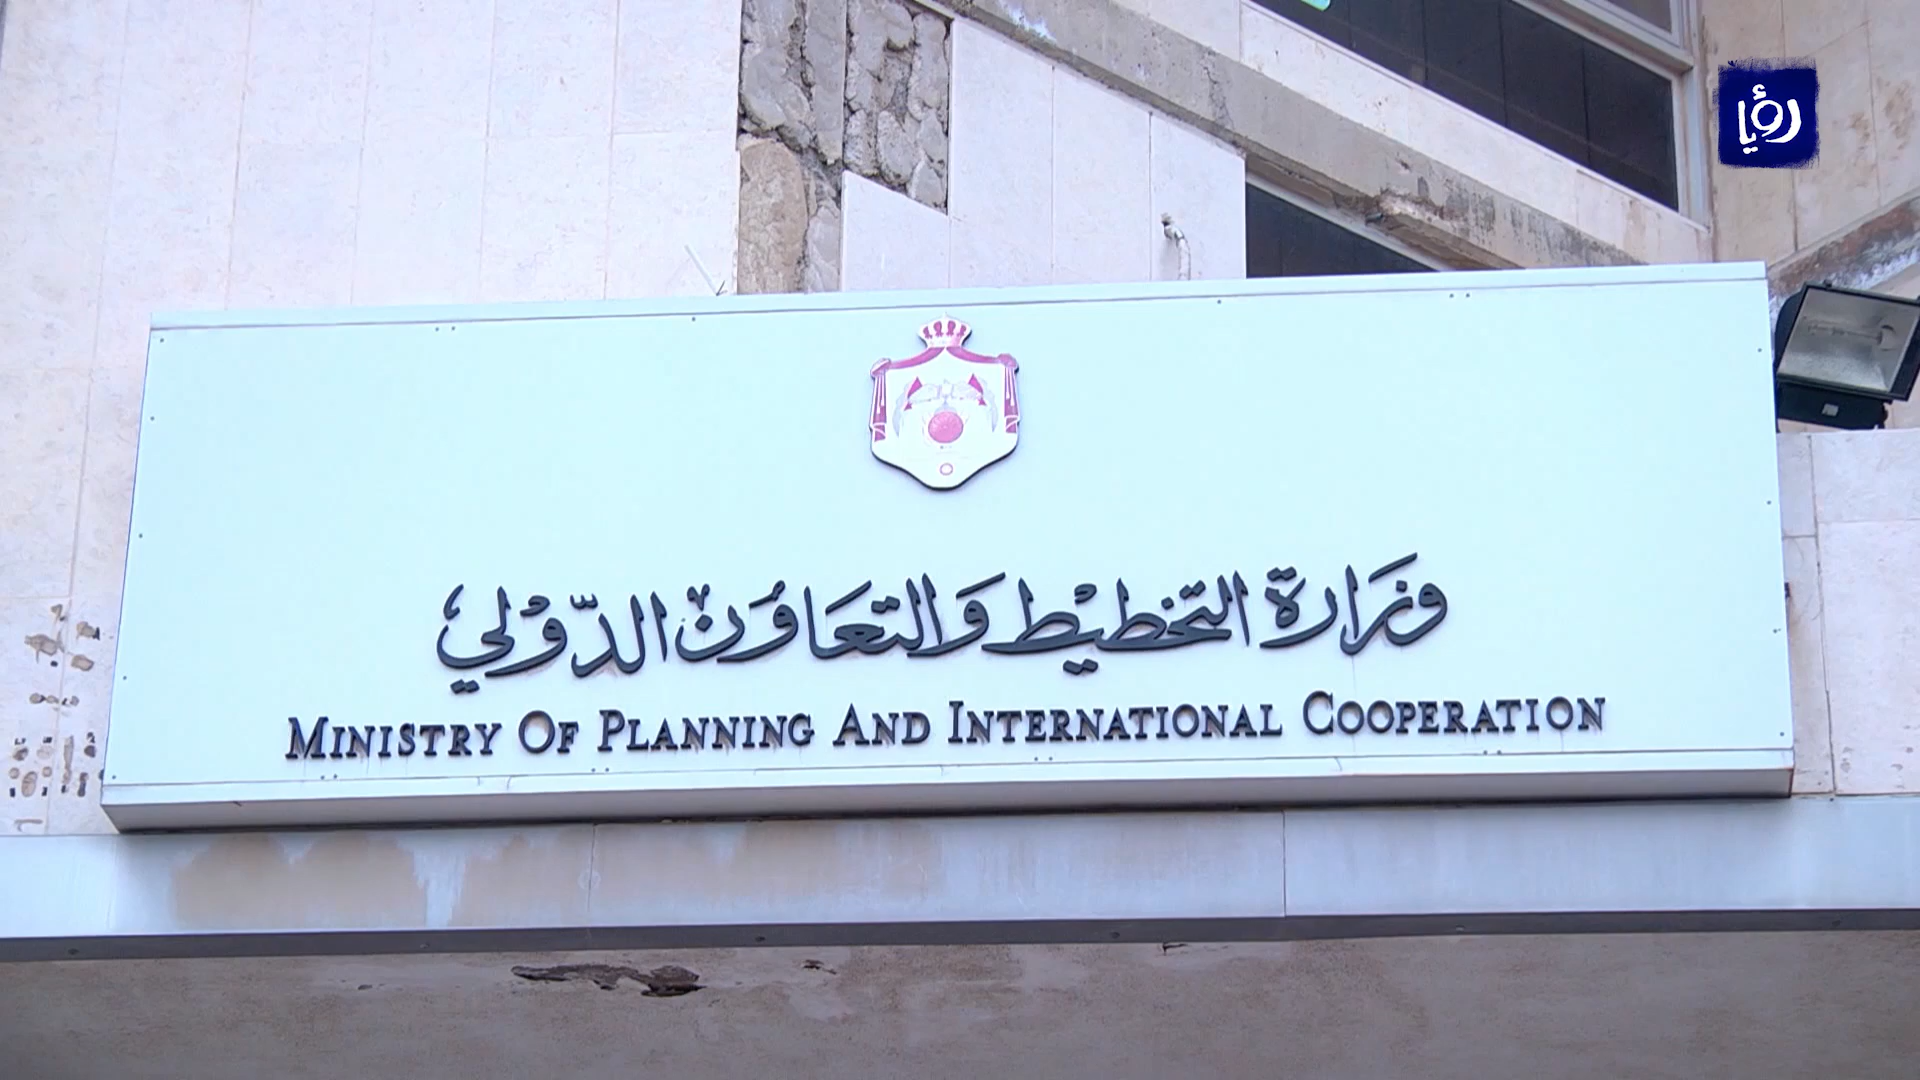 رؤيا
وزارة التخطيط والتعاون الدولي
MINISTRY OF PLANNING AND INTERNATIONAL COOPERATION